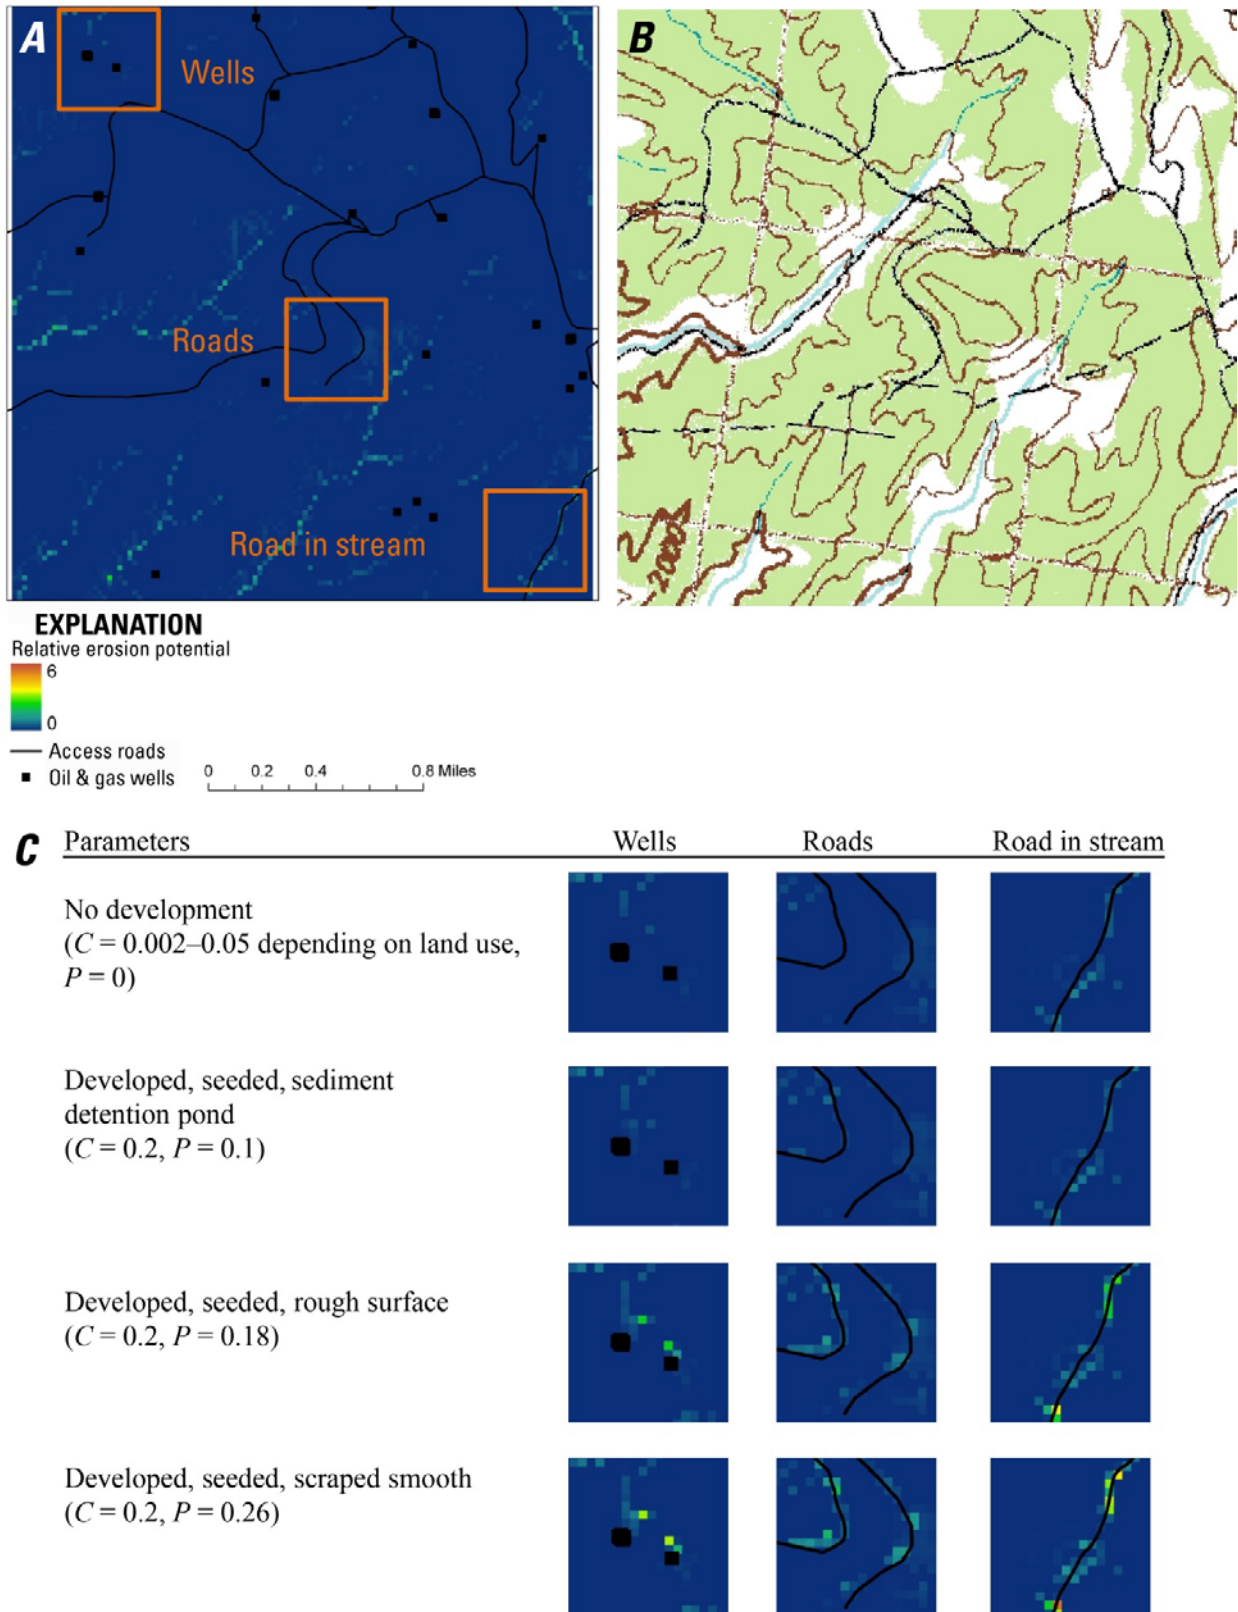 A
Wells
Roads
Road in stream
B
2000
EXPLANATION
Relative erosion potential
6
0
Access roads
Oil & gas wells
0 0.2 0.4 0.8 Miles
C Parameters Wells Roads Road in stream
No development
(C = 0.002–0.05 depending on land use,
P = 0)
Developed, seeded, sediment
detention pond
(C = 0.2, P = 0.1)
Developed, seeded, rough surface
(C = 0.2, P = 0.18)
Developed, seeded, scraped smooth
(C = 0.2, P = 0.26)